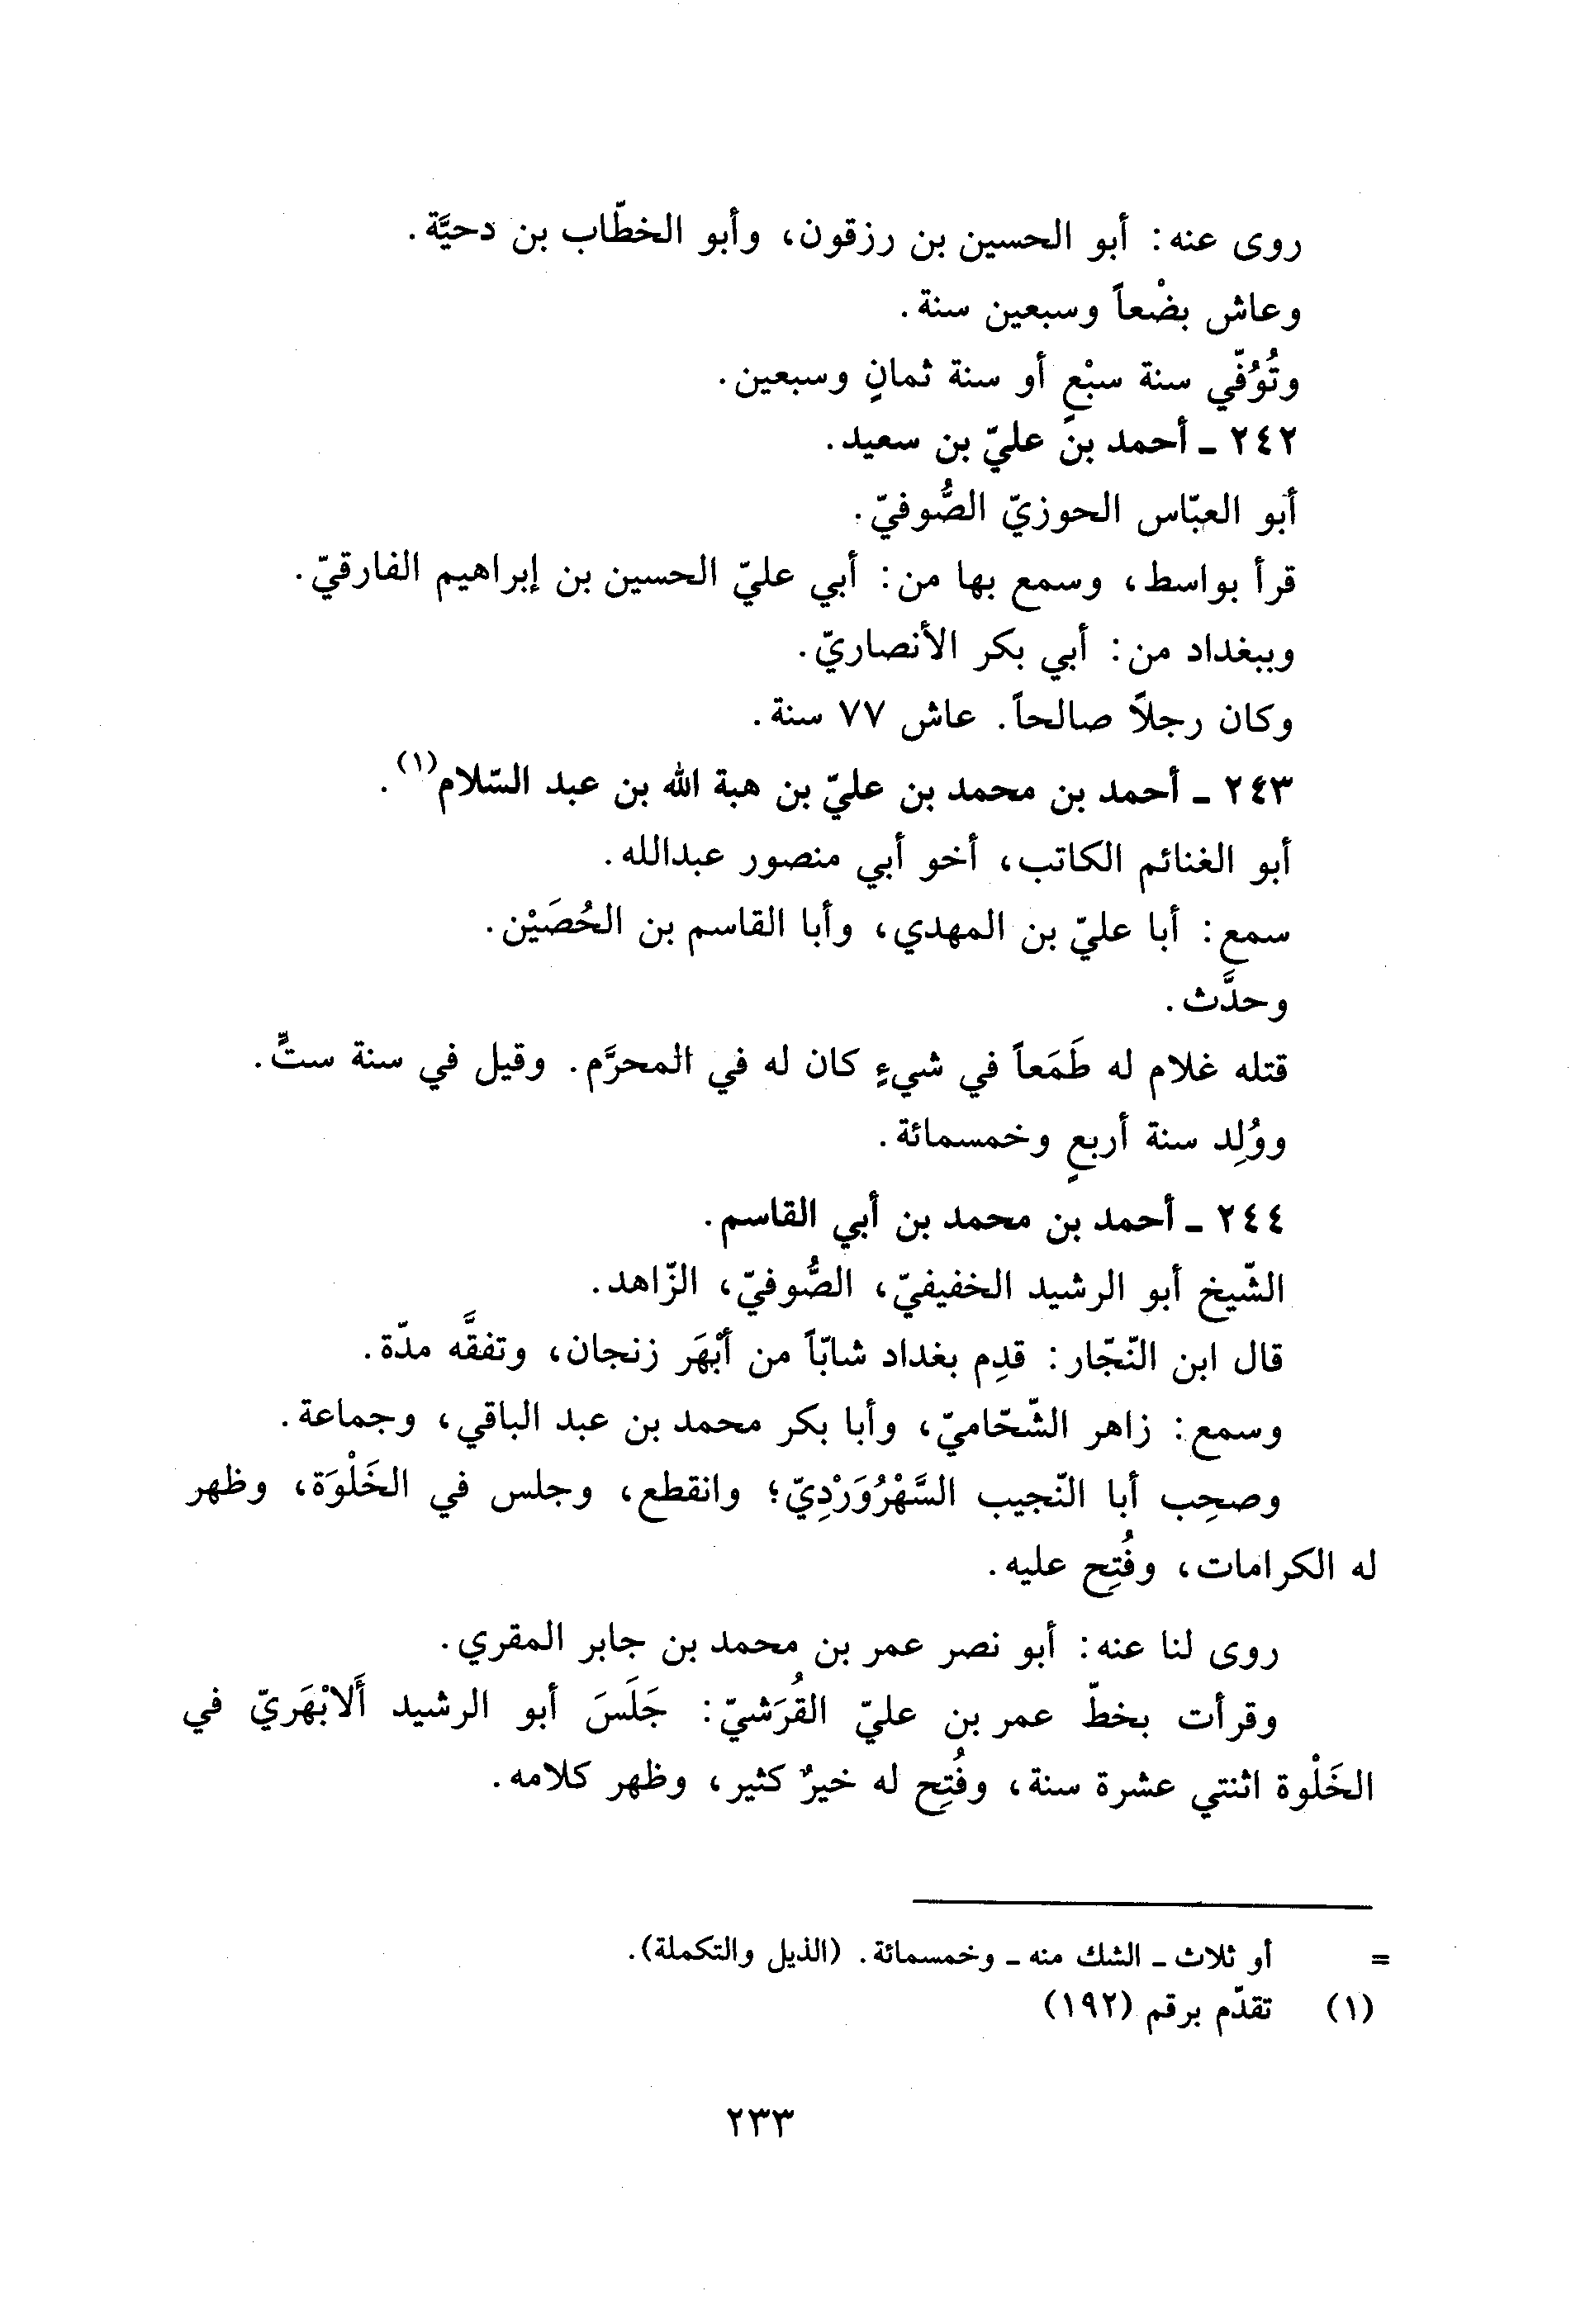 روى عنه: أبو الحسين بن رزقون، وأبو الخطّاب بن دحيَّة.
وعاش بضْعاً وسبعين سنة.
وتُوُفّي سنة سبْعٍ أو سنة ثمانٍ وسبعين.
٢٤٢ - أحمد بن عليّ بن سعيد.
أبو العبّاس الحوزيّ الصُّوفيّ.
قرأ بواسط، وسمع بها من: أبي عليّ الحسين بن إبراهيم الفارقيّ.
وببغداد من: أبي بكر الأنصاريّ.
وكان رجلاً صالحاً. عاش ٧٧ سنة.
٢٤٣ - أحمد بن محمد بن عليّ بن هبة الله بن عبد السّلام(١).
أبو الغنائم الكاتب، أخو أبي منصور عبدالله.
سمع: أبا عليّ بن المهدي، وأبا القاسم بن الحُصَيْن.
وحدَّث.
قتله غلام له طَمَعاً في شيءٍ كان له في المحرَّم. وقيل في سنة ستٍّ.
ووُلِد سنة أربعٍ وخمسمائة.
٢٤٤ - أحمد بن محمد بن أبي القاسم.
الشّيخ أبو الرشيد الخفيفيّ، الصُّوفيّ، الزّاهد.
قال ابن النّجّار: قدِم بغداد شابّاً من أبْهَر زنجان، وتفقَّه مدّة.
وسمع: زاهر الشّحّاميّ، وأبا بكر محمد بن عبد الباقي، وجماعة.
وصحِب أبا النّجيب السَّهْرُوَرْدِيّ؛ وانقطع، وجلس في الخَلْوَة، وظهر
له الكرامات، وفُتِح عليه.
روى لنا عنه: أبو نصر عمر بن محمد بن جابر المقري.
وقرأت بخطّ عمر بن عليّ القُرَشيّ: جَلَسَ أبو الرشيد أَلابْهَريّ في
الخَلْوة اثنتي عشرة سنة، وفُتِح له خيرٌ كثير، وظهر كلامه.
= أو ثلاث - الشك منه - وخمسمائة. (الذيل والتكملة).
(١) تقدّم برقم (١٩٢)
٢٣٣